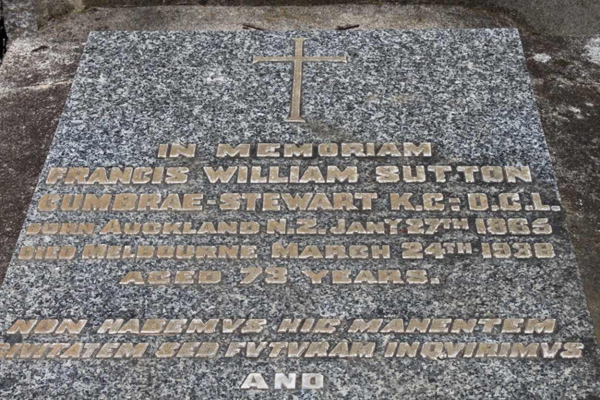 IN MEMORIAM
FRANCIS WILLIAM SUTTON
CUMBRAE-STEWART K.C: D.C.L.
BORN AUCKLAND N.Z. JANY 27TH 1865
DIED MELBOURNE MARCH 24TH 1938
AGED 73 YEARS.
NON HABEMVS HIC MANENTEM
CIVITATEM SED FVTVRAM INQVIRIMVS
AND